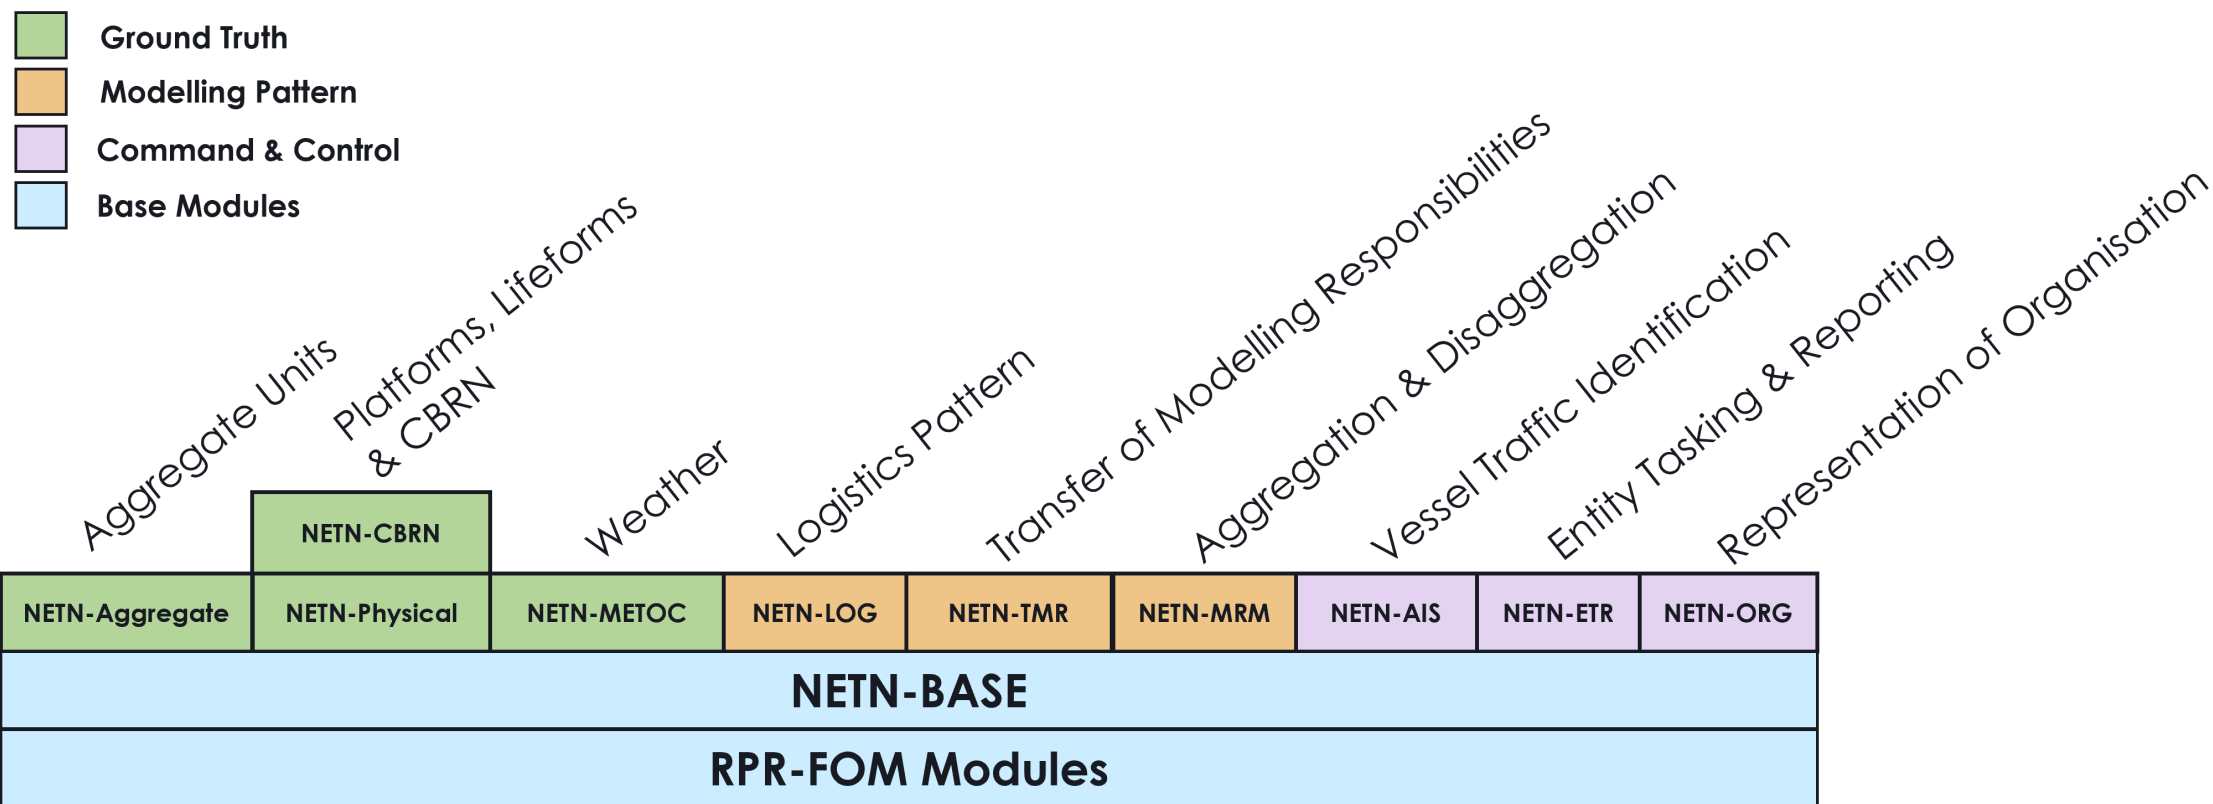 Ground Truth
Modelling Pattern
Command & Control
Base Modules
Aggregate Units
Platforms, Lifeforms
& CBRN
Weather
Logistics Pattern
Transfer of Modelling Responsibilities
Aggregation & Disaggregation
Vessel Traffic Identification
Entity Tasking & Reporting
Representation of Organisation
NETN-CBRN
NETN-Aggregate
NETN-Physical
NETN-METOC
NETN-LOG
NETN-TMR
NETN-MRM
NETN-AIS
NETN-ETR
NETN-ORG
NETN-BASE
RPR-FOM Modules